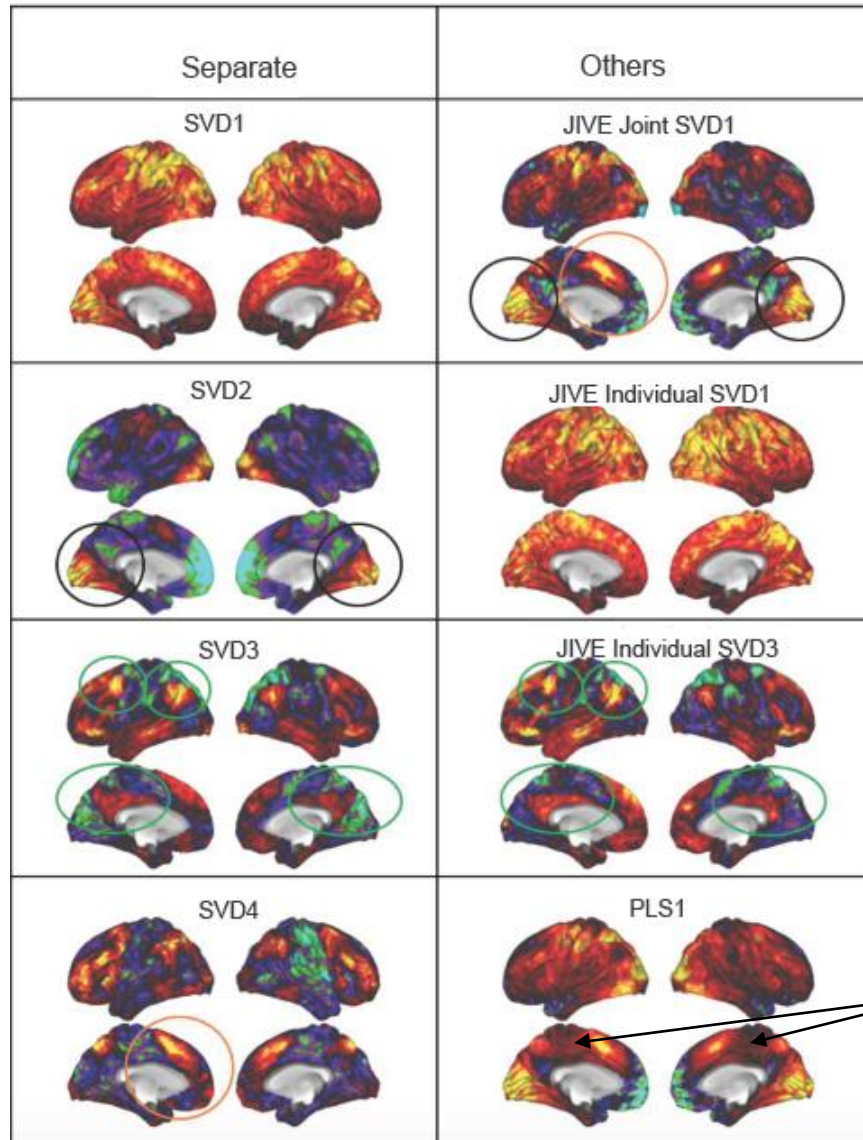 Separate
Others
SVD1
JIVE Joint SVD1
SVD2
JIVE Individual SVD1
SVD3
JIVE Individual SVD3
SVD4
PLS1